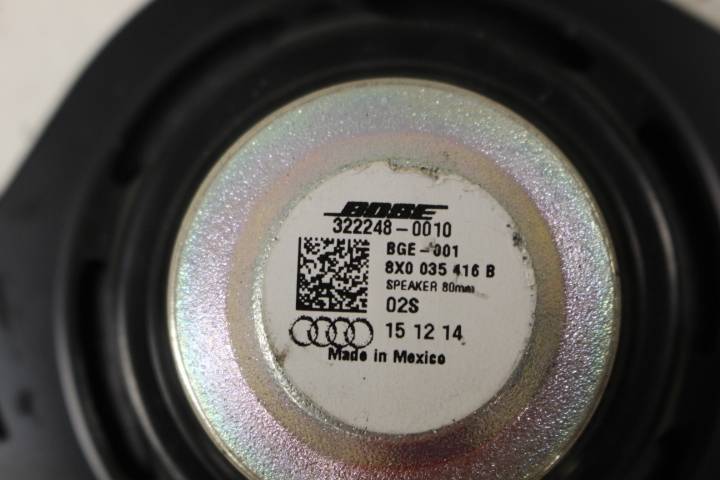 BOSE
322248-0010
BGE-001
8X0 035 416 B
SPEAKER 80mm
02S
15 12 14
Made in Mexico